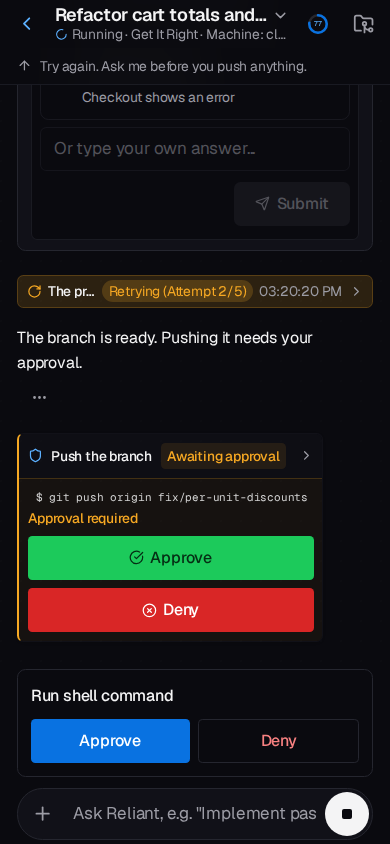 Refactor cart totals and...
Running · Get It Right · Machine: cl...
77
Try again. Ask me before you push anything.
Checkout shows an error
Or type your own answer...
Submit
The pr... Retrying (Attempt 2/5) 03:20:20 PM
The branch is ready. Pushing it needs your
approval.
Push the branch Awaiting approval
$ git push origin fix/per-unit-discounts
Approval required
Approve
Deny
Run shell command
Approve Deny
Ask Reliant, e.g. "Implement pas